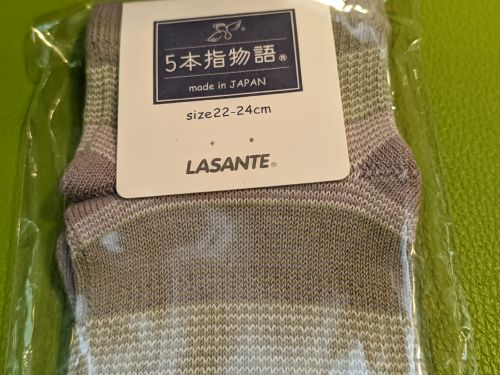 5本指物語®
made in JAPAN
size22-24cm
LASANTE®